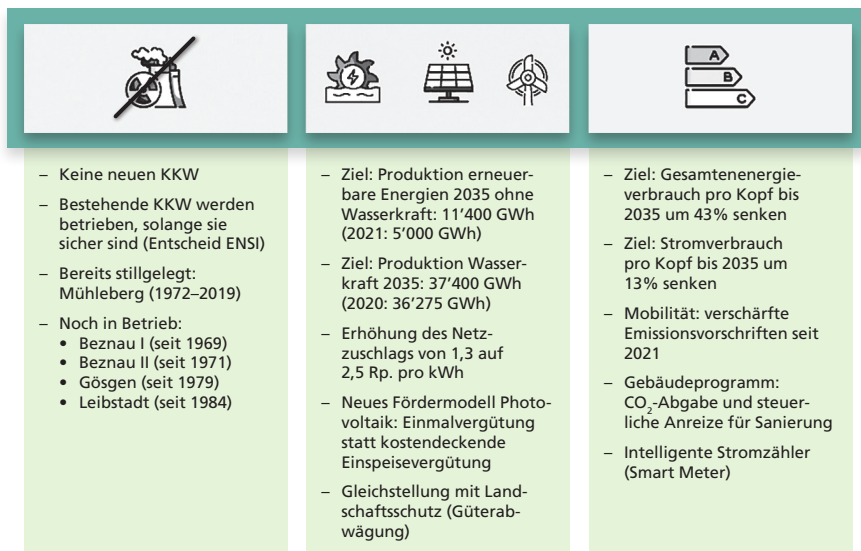 A
B
C
– Keine neuen KKW
– Bestehende KKW werden
betrieben, solange sie
sicher sind (Entscheid ENSI)
– Bereits stillgelegt:
Mühleberg (1972–2019)
– Noch in Betrieb:
• Beznau I (seit 1969)
• Beznau II (seit 1971)
• Gösgen (seit 1979)
• Leibstadt (seit 1984)
– Ziel: Produktion erneuer-
bare Energien 2035 ohne
Wasserkraft: 11’400 GWh
(2021: 5’000 GWh)
– Ziel: Produktion Wasser-
kraft 2035: 37’400 GWh
(2020: 36’275 GWh)
– Erhöhung des Netz-
zuschlags von 1,3 auf
2,5 Rp. pro kWh
– Neues Fördermodell Photo-
voltaik: Einmalvergütung
statt kostendeckende
Einspeisevergütung
– Gleichstellung mit Land-
schaftsschutz (Güterab-
wägung)
– Ziel: Gesamtenenergie-
verbrauch pro Kopf bis
2035 um 43% senken
– Ziel: Stromverbrauch
pro Kopf bis 2035 um
13% senken
– Mobilität: verschärfte
Emissionsvorschriften seit
2021
– Gebäudeprogramm:
CO₂-Abgabe und steuer-
liche Anreize für Sanierung
– Intelligente Stromzähler
(Smart Meter)